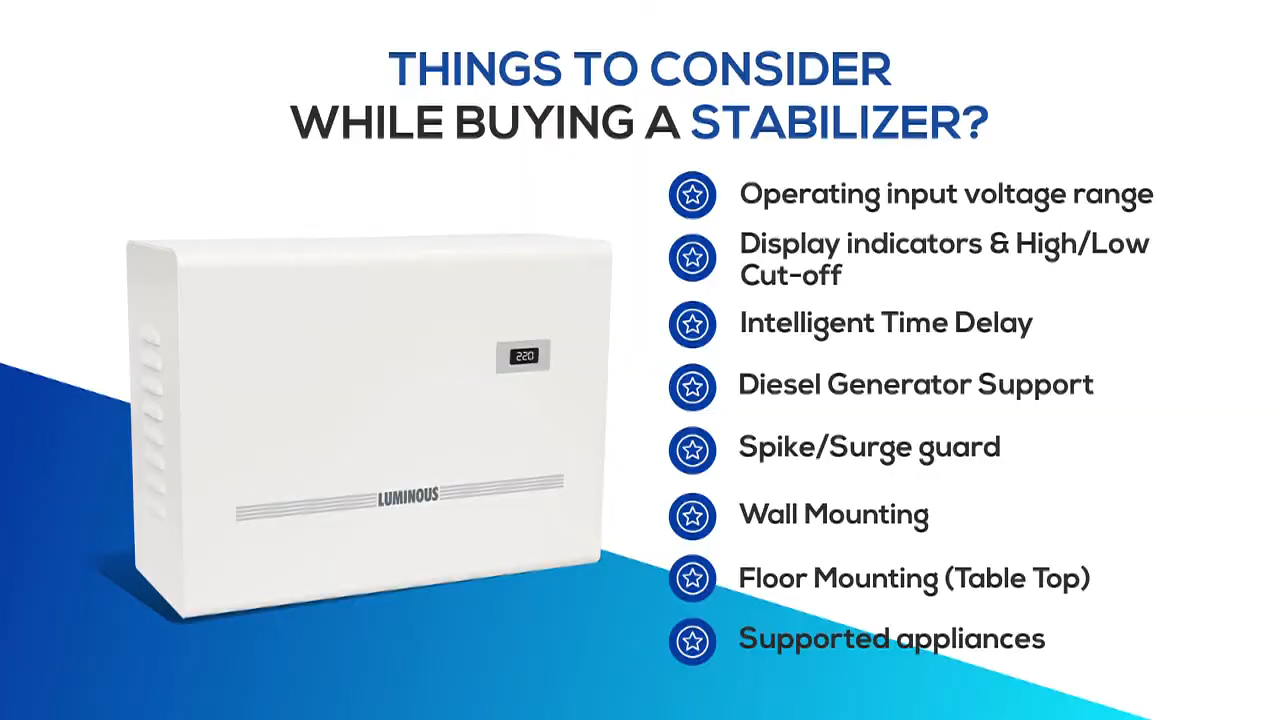 THINGS TO CONSIDER
WHILE BUYING A STABILIZER?
Operating input voltage range
Display indicators & High/Low
Cut-off
Intelligent Time Delay
220
Diesel Generator Support
Spike/Surge guard
LUMINOUS
Wall Mounting
Floor Mounting (Table Top)
Supported appliances